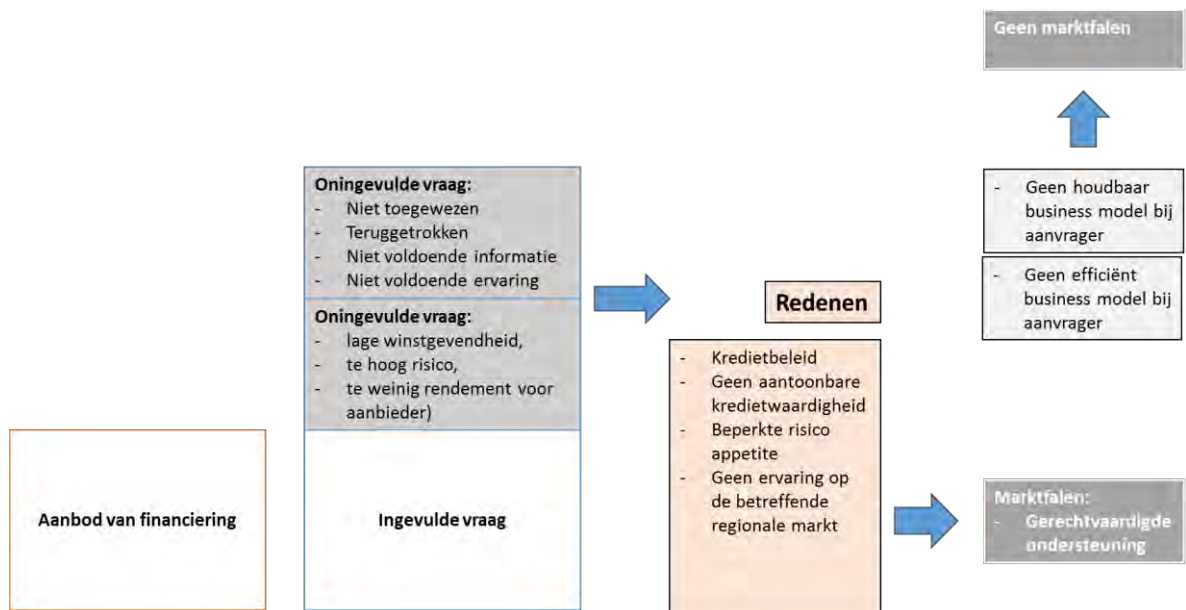 Geen marktfalen
Oningevulde vraag:
- Niet toegewezen
- Teruggetrokken
- Niet voldoende informatie
- Niet voldoende ervaring
Oningevulde vraag:
- lage winstgevendheid,
- te hoog risico,
- te weinig rendement voor
aanbieder)
Aanbod van financiering
Ingevulde vraag
Redenen
- Kredietbeleid
- Geen aantoonbare
kredietwaardigheid
- Beperkte risico
appetite
- Geen ervaring op
de betreffende
regionale markt
- Geen houdbaar
business model bij
aanvrager
- Geen efficiënt
business model bij
aanvrager
Marktfalen:
- Gerechtvaardigde
ondersteuning